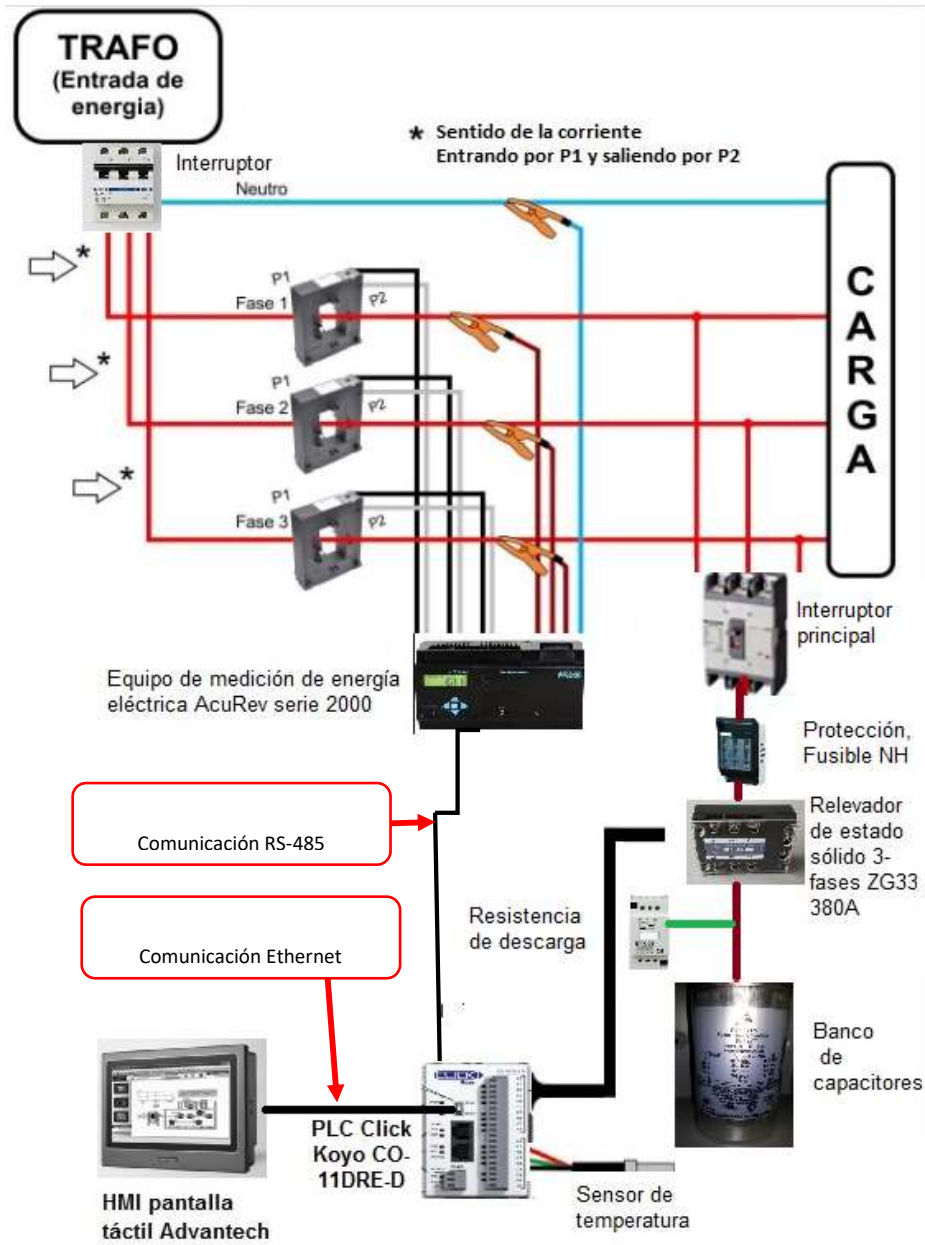 TRAFO
(Entrada de
energia)
* Sentido de la corriente
Entrando por P1 y saliendo por P2
Interruptor
Neutro
*
P1
Fase 1
P2
*
P1
Fase 2
P2
*
P1
Fase 3
P2
C
A
R
G
A
Interruptor
principal
Equipo de medición de energía
eléctrica AcuRev serie 2000
Protección,
Fusible NH
Comunicación RS-485
Relevador
de estado
sólido 3-
fases ZG33
380A
Resistencia
de descarga
Comunicación Ethernet
Banco
de
capacitores
CLICK
PLC Click
Koyo CO-
11DRE-D
HMI pantalla
táctil Advantech
Sensor de
temperatura